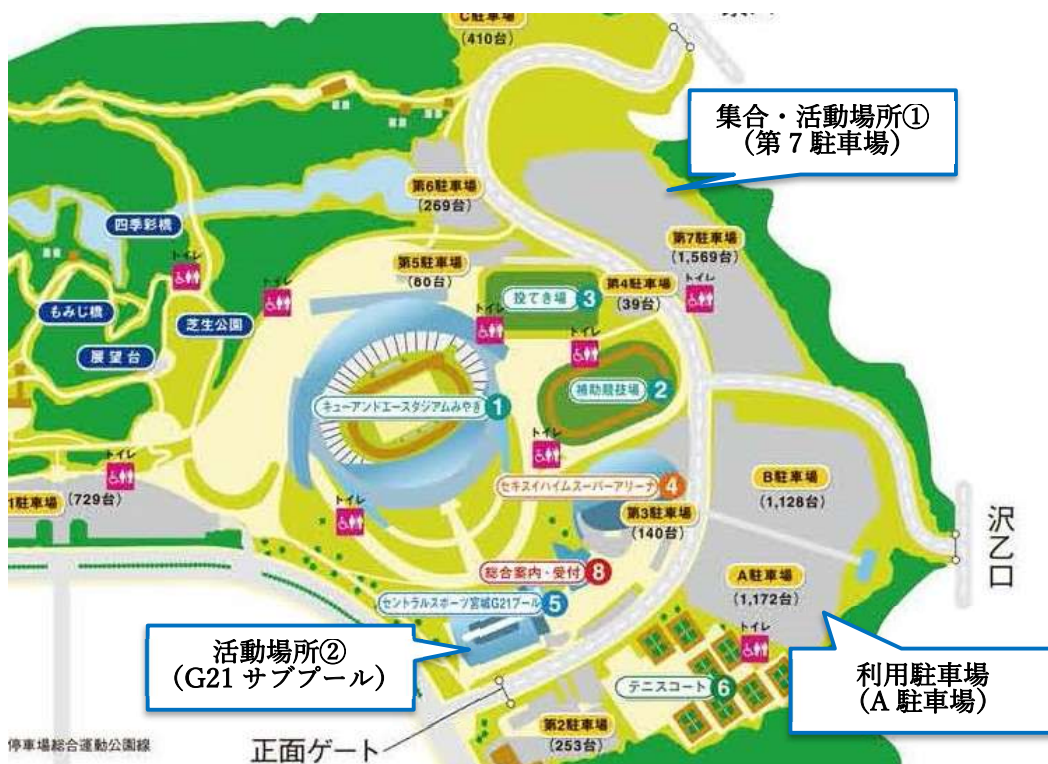 C駐車場
(410台)
集合・活動場所①
（第7駐車場）
第6駐車場
(269台)
四季彩橋
トイレ
第7駐車場
(1,569台)
第5駐車場
(60台)
トイレ
第4駐車場
(39台)
トイレ
投てき場 3
もみじ橋
トイレ
芝生公園
トイレ
展望台
補助競技場 2
キューアンドエースタジアムみやぎ 1
トイレ
トイレ
B駐車場
(1,128台)
セキスイハイムスーパーアリーナ 4
1駐車場 (729台)
トイレ
第3駐車場
(140台)
沢乙口
総合案内・受付 8
A駐車場
(1,172台)
セントラルスポーツ宮城G21プール 5
トイレ
活動場所②
（G21 サブプール）
利用駐車場
（A 駐車場）
テニスコート 6
第2駐車場
(253台)
停車場総合運動公園線
正面ゲート